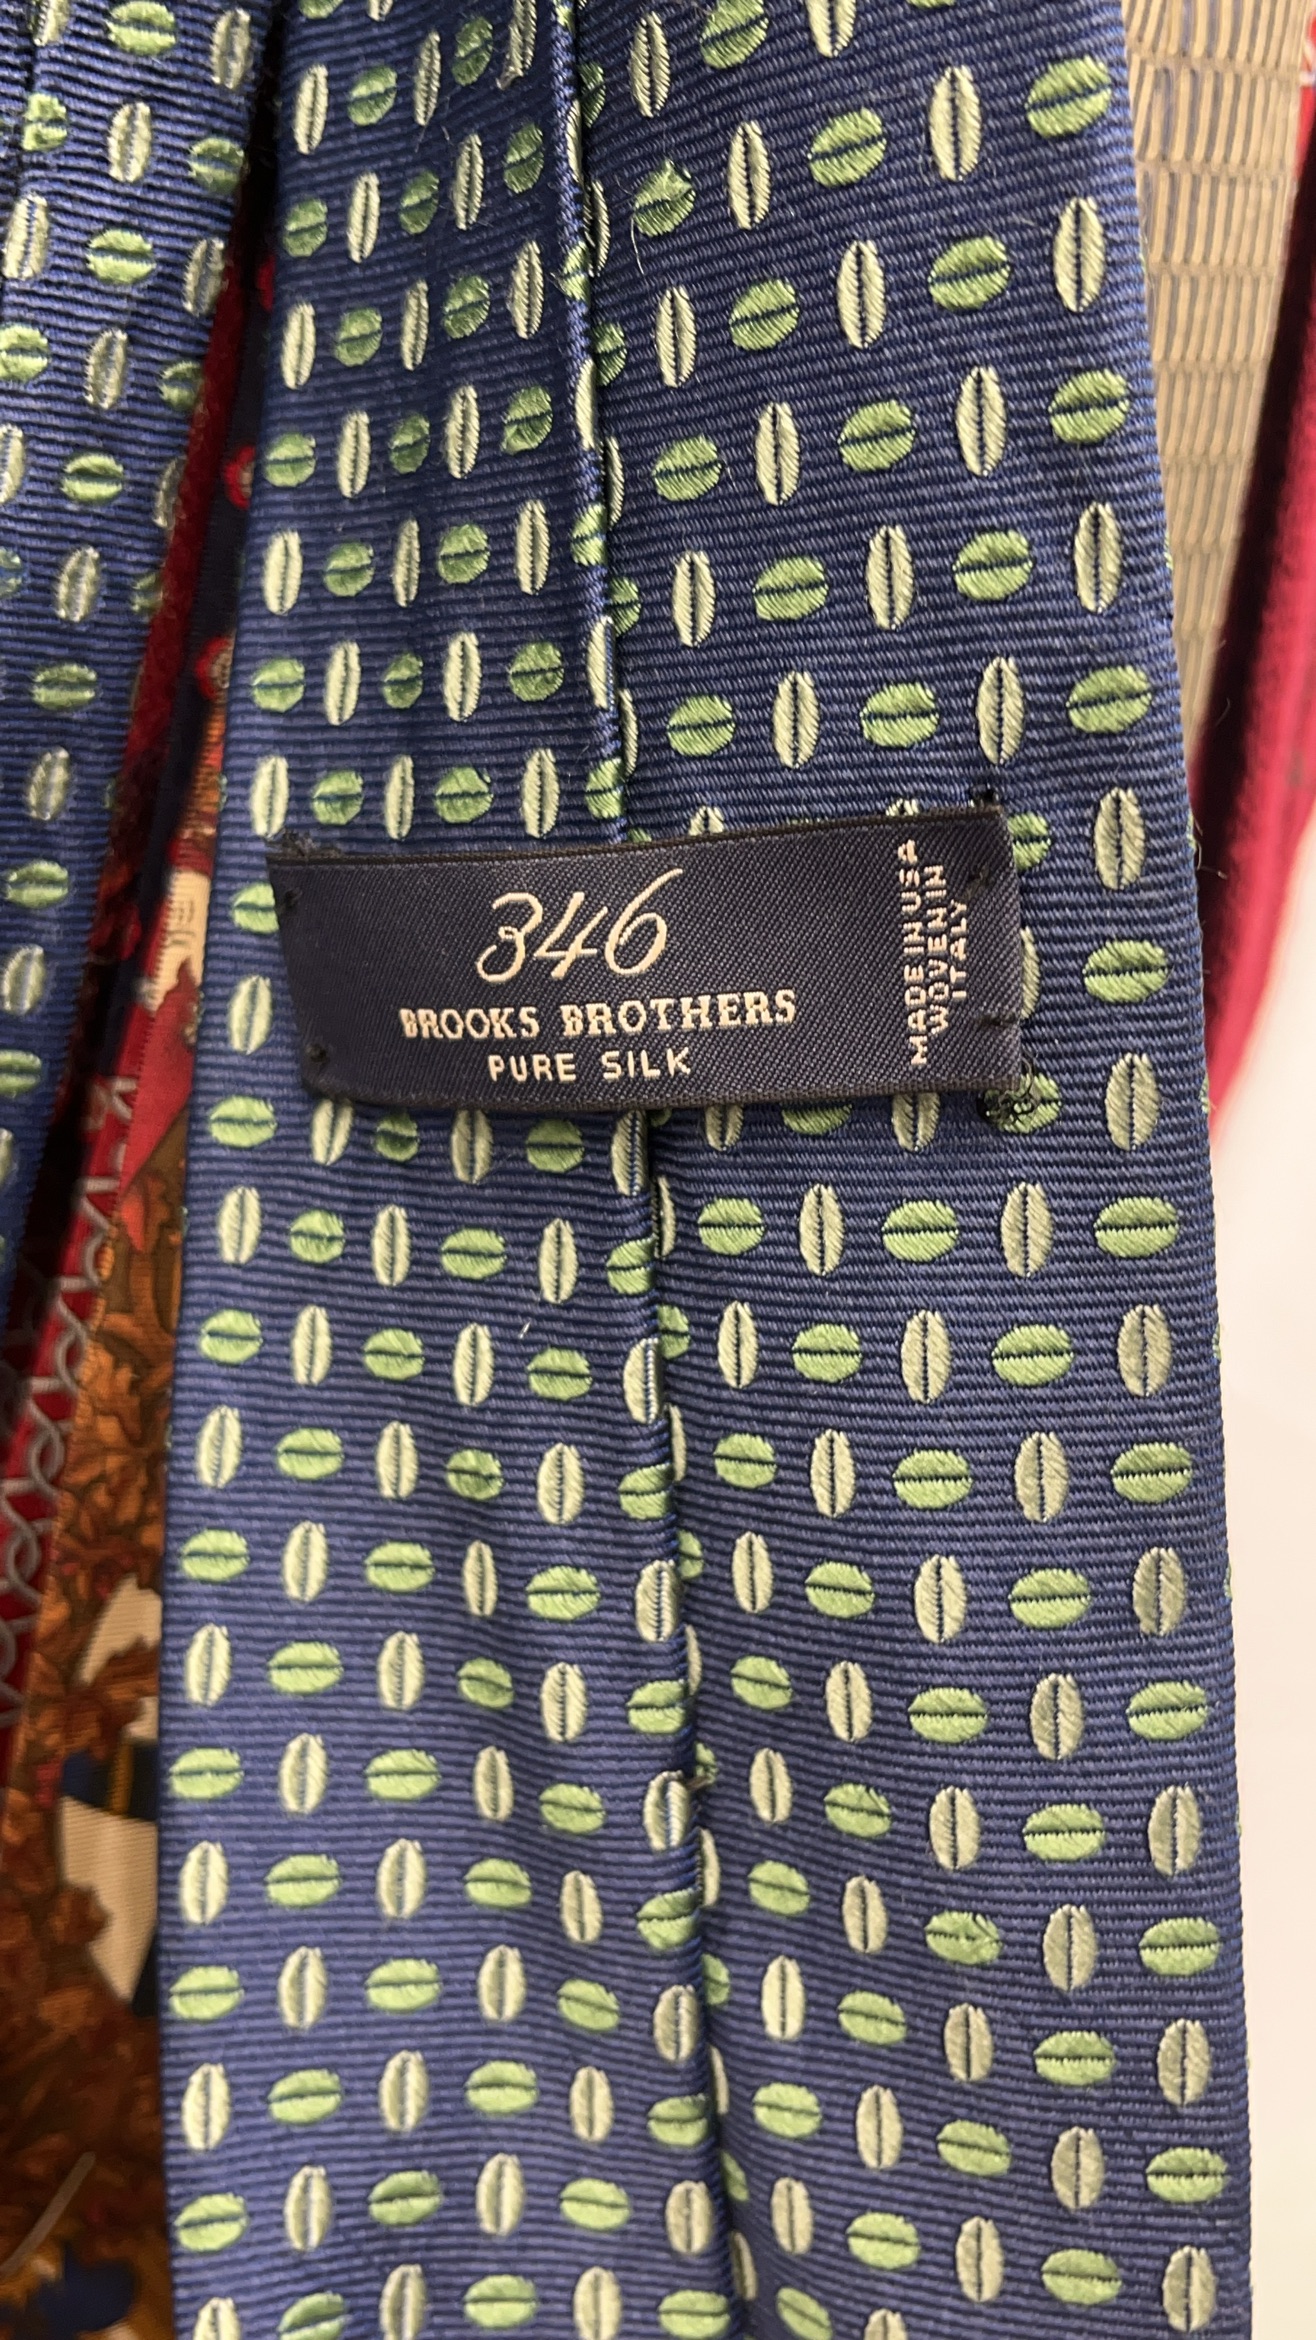 346
BROOKS BROTHERS
PURE SILK
MADE IN USA
WOVEN IN
ITALY